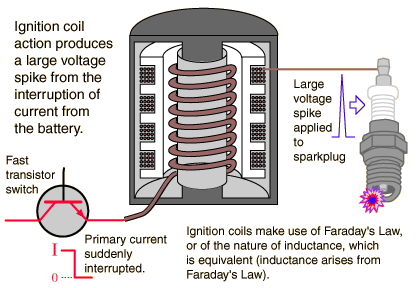 Ignition coil
action produces
a large voltage
spike from the
interruption of
current from
the battery.
Large
voltage
spike
applied
to
sparkplug
Fast
transistor
switch
Primary current
suddenly
interrupted.
I
0
Ignition coils make use of Faraday's Law,
or of the nature of inductance, which
is equivalent (inductance arises from
Faraday's Law).